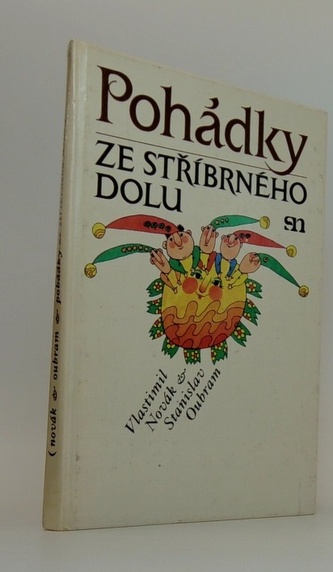 Pohádky
ZE STŘÍBRNÉHO
DOLU
Vlastimil
Novák &
Stanislav
Oubram
( novák & oubram & pohádky